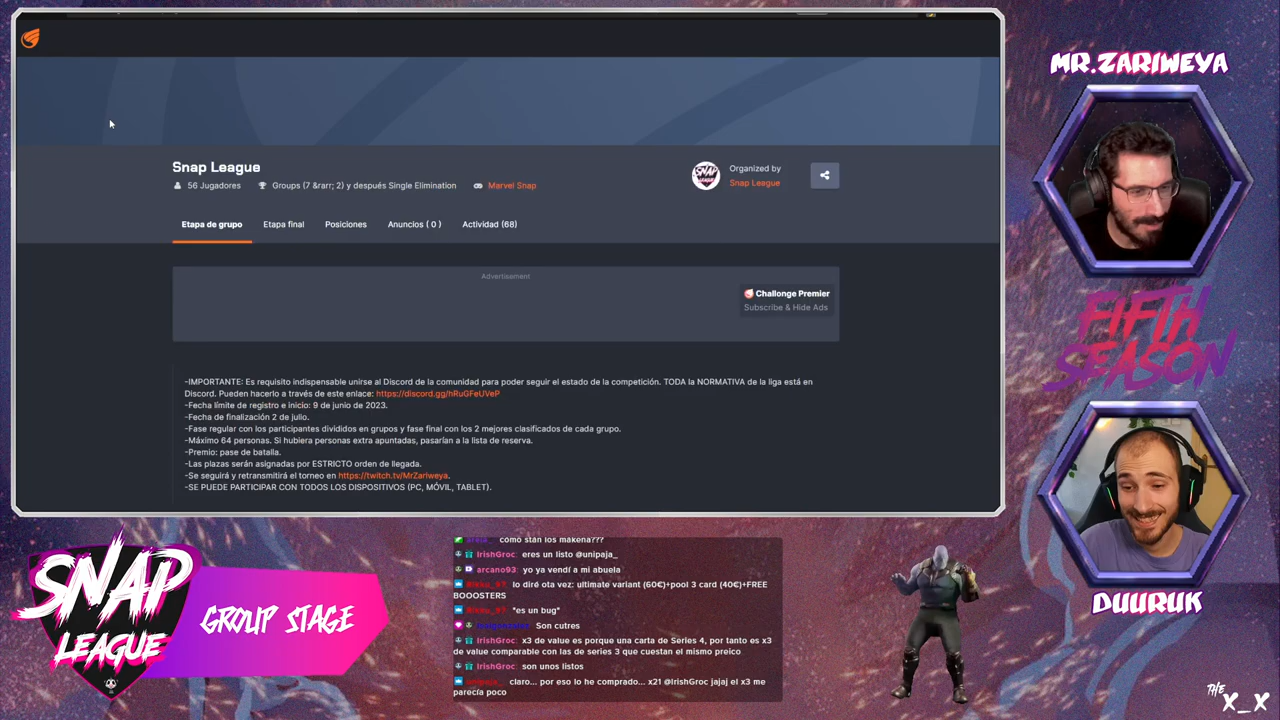 MR.ZARIWEYA
Snap League
56 Jugadores
Groups (7 &rarr; 2) y después Single Elimination
Marvel Snap
SNAP LEAGUE
Organized by
Snap League
Etapa de grupo
Etapa final
Posiciones
Anuncios ( 0 )
Actividad (68)
Advertisement
Challonge Premier
Subscribe & Hide Ads
-IMPORTANTE: Es requisito indispensable unirse al Discord de la comunidad para poder seguir el estado de la competición. TODA la NORMATIVA de la liga está en
Discord. Pueden hacerlo a través de este enlace: https://discord.gg/hRuGFeUVeP
-Fecha límite de registro e inicio: 9 de junio de 2023.
-Fecha de finalización 2 de julio.
-Fase regular con los participantes divididos en grupos y fase final con los 2 mejores clasificados de cada grupo.
-Máximo 64 personas. Si hubiera personas extra apuntadas, pasarían a la lista de reserva.
-Premio: pase de batalla.
-Las plazas serán asignadas por ESTRICTO orden de llegada.
-Se seguirá y retransmitirá el torneo en https://twitch.tv/MrZariweya.
-SE PUEDE PARTICIPAR CON TODOS LOS DISPOSITIVOS (PC, MÓVIL, TABLET).
FIFTH
SEASON
DUURUK
SNAP
LEAGUE
GROUP STAGE
como stan los makena???
IrishGroc: eres un listo @unipaja_
arcano93: yo ya vendí a mi abuela
lo diré ota vez: ultimate variant (60€)+pool 3 card (40€)+FREE
BOOOSTERS
*es un bug*
Son cutres
IrishGroc: x3 de value es porque una carta de Series 4, por tanto es x3
de value comparable con las de series 3 que cuestan el mismo preico
IrishGroc: son unos listos
unipaja_: claro... por eso lo he comprado... x21 @IrishGroc jajaj el x3 me
parecía poco
THE
X_X